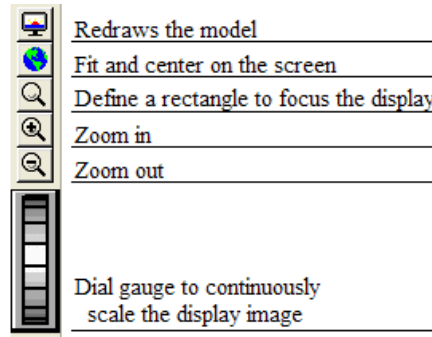 Redraws the model
Fit and center on the screen
Define a rectangle to focus the display
Zoom in
Zoom out
Dial gauge to continuously
scale the display image